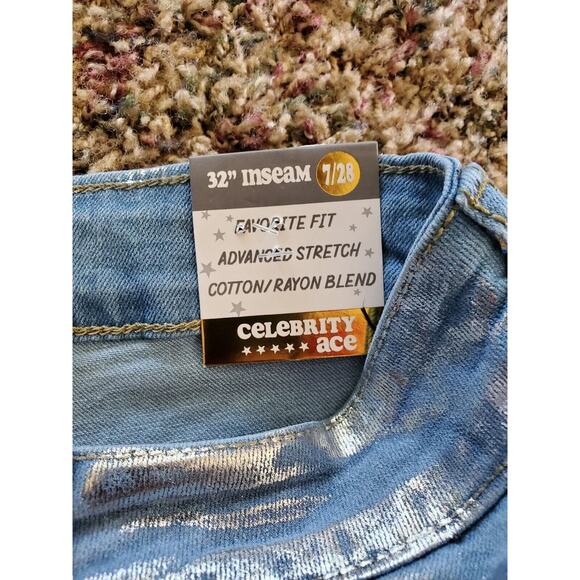 32" INSEAM 7/28
FAVORITE FIT
ADVANCED STRETCH
COTTON/RAYON BLEND
CELEBRITY
ACE